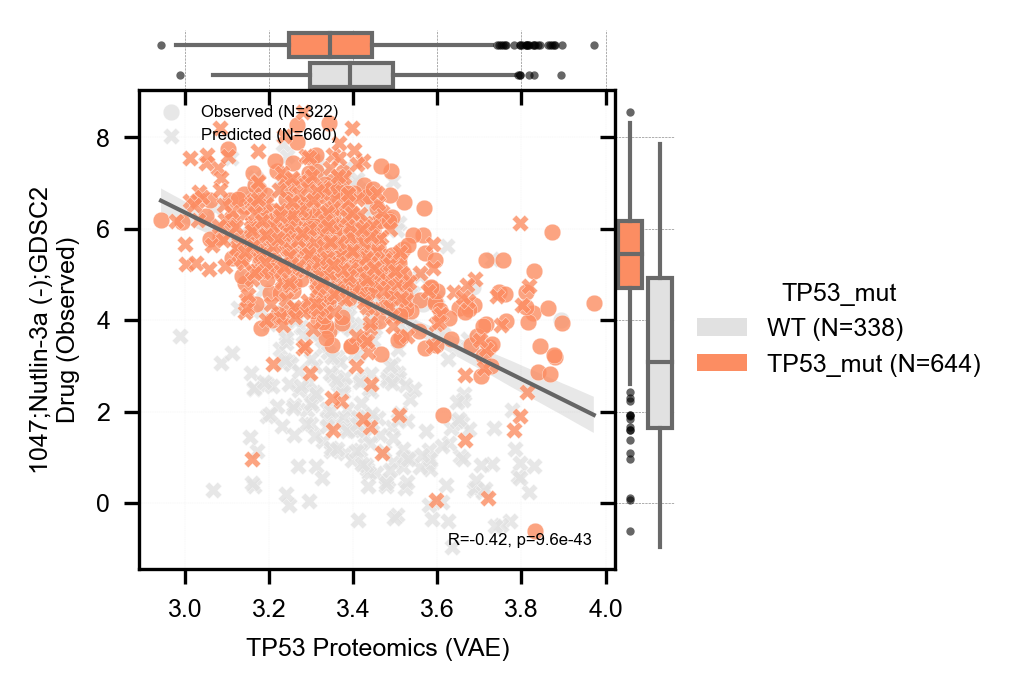 Observed (N=322)
Predicted (N=660)
8
6
4
2
0
1047;Nutlin-3a (-);GDSC2
Drug (Observed)
R=-0.42, p=9.6e-43
3.0
3.2
3.4
3.6
3.8
4.0
TP53 Proteomics (VAE)
TP53_mut
WT (N=338)
TP53_mut (N=644)